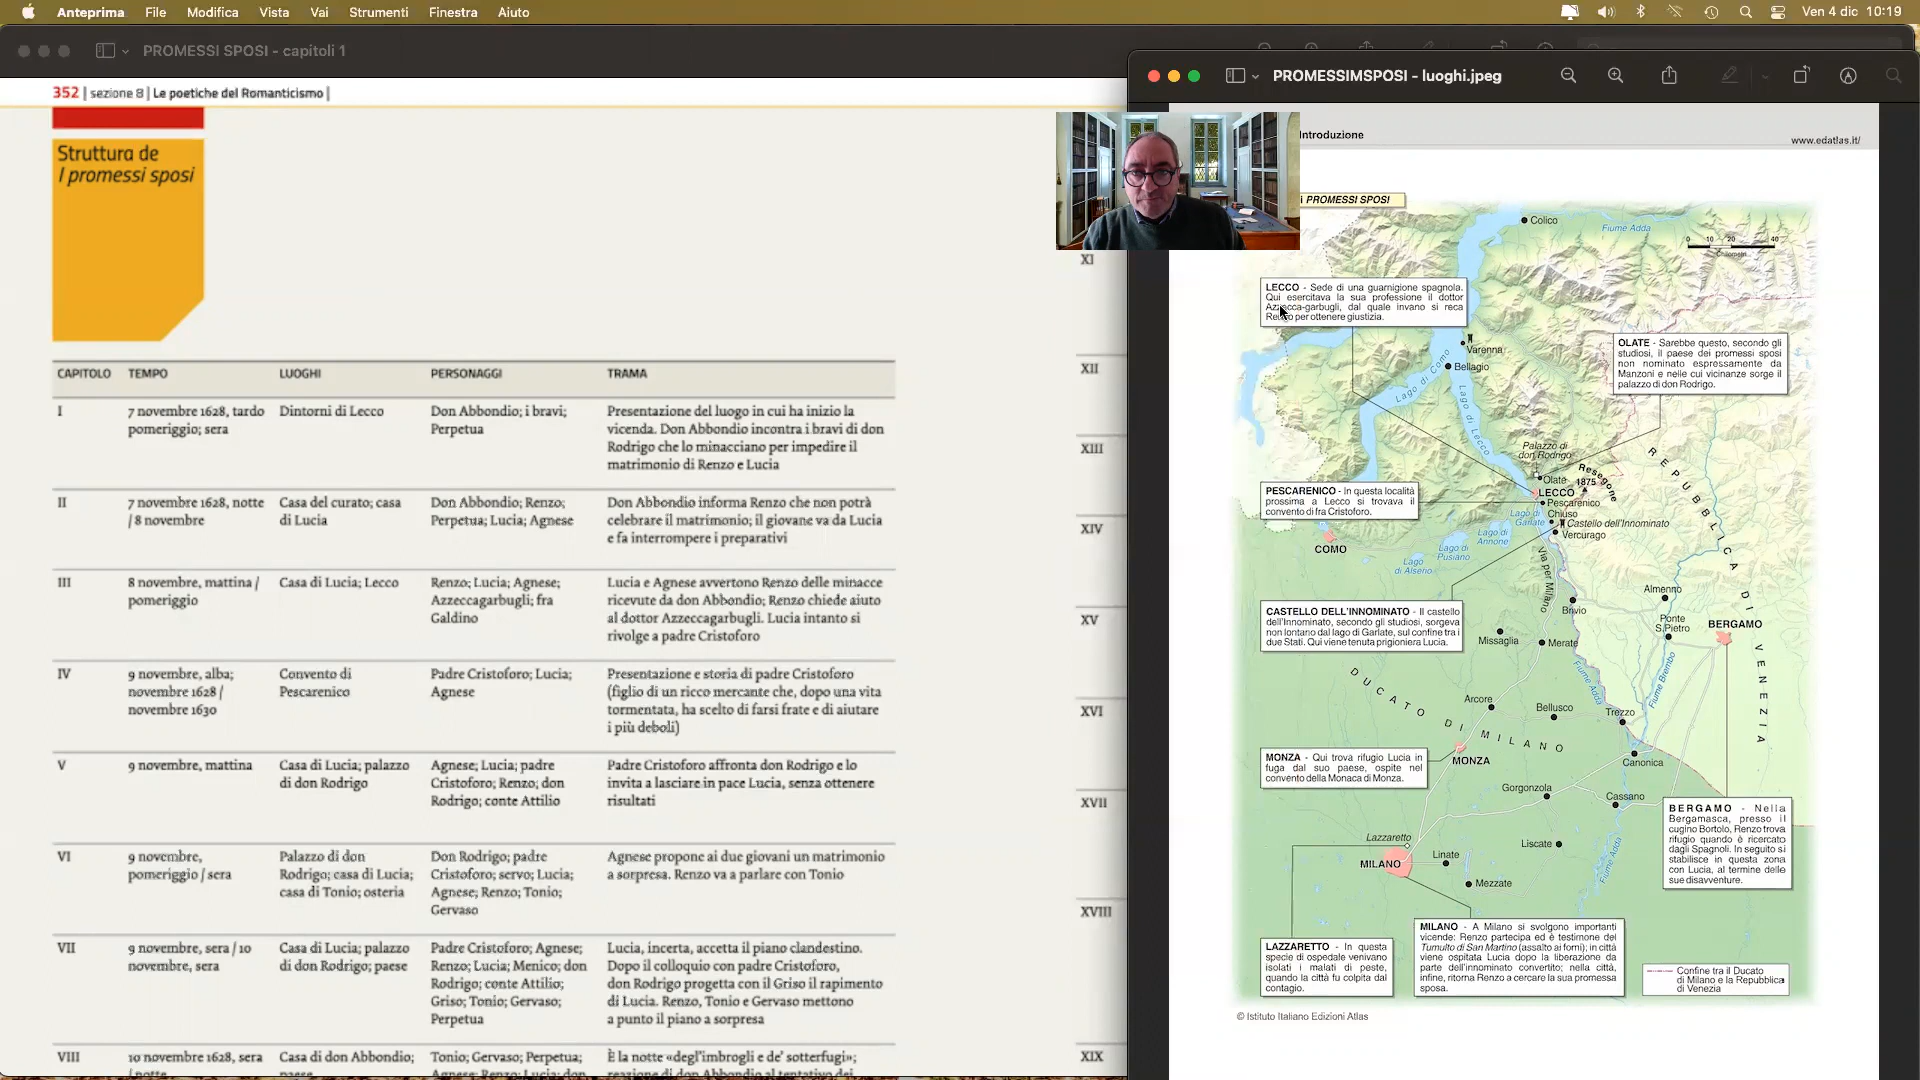 Anteprima File Modifica Vista Vai Strumenti Finestra Aiuto
Ven 4 dic 10:19
PROMESSI SPOSI - capitoli 1
PROMESSIMSPOSI - luoghi.jpeg
352 | sezione 8 | Le poetiche del Romanticismo |
Struttura de
I promessi sposi
CAPITOLO TEMPO LUOGHI PERSONAGGI TRAMA
I
7 novembre 1628, tardo
pomeriggio; sera
Dintorni di Lecco
Don Abbondio; i bravi;
Perpetua
Presentazione del luogo in cui ha inizio la
vicenda. Don Abbondio incontra i bravi di don
Rodrigo che lo minacciano per impedire il
matrimonio di Renzo e Lucia
II
7 novembre 1628, notte
/ 8 novembre
Casa del curato; casa
di Lucia
Don Abbondio; Renzo;
Perpetua; Lucia; Agnese
Don Abbondio informa Renzo che non potrà
celebrare il matrimonio; il giovane va da Lucia
e fa interrompere i preparativi
III
8 novembre, mattina /
pomeriggio
Casa di Lucia; Lecco
Renzo; Lucia; Agnese;
Azzeccagarbugli; fra
Galdino
Lucia e Agnese avvertono Renzo delle minacce
ricevute da don Abbondio; Renzo chiede aiuto
al dottor Azzeccagarbugli. Lucia intanto si
rivolge a padre Cristoforo
IV
9 novembre, alba;
novembre 1628 /
novembre 1630
Convento di
Pescarenico
Padre Cristoforo; Lucia;
Agnese
Presentazione e storia di padre Cristoforo
(figlio di un ricco mercante che, dopo una vita
tormentata, ha scelto di farsi frate e di aiutare
i più deboli)
V
9 novembre, mattina
Casa di Lucia; palazzo
di don Rodrigo
Agnese; Lucia; padre
Cristoforo; Renzo; don
Rodrigo; conte Attilio
Padre Cristoforo affronta don Rodrigo e lo
invita a lasciare in pace Lucia, senza ottenere
risultati
VI
9 novembre,
pomeriggio / sera
Palazzo di don
Rodrigo; casa di Lucia;
casa di Tonio; osteria
Don Rodrigo; padre
Cristoforo; servo; Lucia;
Agnese; Renzo; Tonio;
Gervaso
Agnese propone ai due giovani un matrimonio
a sorpresa. Renzo va a parlare con Tonio
VII
9 novembre, sera / 10
novembre, sera
Casa di Lucia; palazzo
di don Rodrigo; paese
Padre Cristoforo; Agnese;
Renzo; Lucia; Menico; don
Rodrigo; conte Attilio;
Griso; Tonio; Gervaso;
Perpetua
Lucia, incerta, accetta il piano clandestino.
Dopo il colloquio con padre Cristoforo,
don Rodrigo progetta con il Griso il rapimento
di Lucia. Renzo, Tonio e Gervaso mettono
a punto il piano a sorpresa
VIII
10 novembre 1628, sera
/ notte
Casa di don Abbondio;
paese
Tonio; Gervaso; Perpetua;
Agnese; Renzo; Lucia; don
È la notte «degl'imbrogli e de' sotterfugi»;
reazione di don Abbondio al tentativo dei
XI
XII
XIII
XIV
XV
XVI
XVII
XVIII
XIX
Introduzione
www.edatlas.it/
i PROMESSI SPOSI
Colico
Fiume Adda
0 10 20 40
Chilometri
LECCO - Sede di una guarnigione spagnola.
Qui esercitava la sua professione il dottor
Azzecca-garbugli, dal quale invano si reca
Renzo per ottenere giustizia.
Varenna
Bellagio
Lago di Como
Lago di Lecco
OLATE - Sarebbe questo, secondo gli
studiosi, il paese dei promessi sposi
non nominato espressamente da
Manzoni e nelle cui vicinanze sorge il
palazzo di don Rodrigo.
Palazzo di
don Rodrigo
Olate
Resegone
1875
LECCO
Pescarenico
Chiuso
Castello dell'Innominato
Vercurago
PESCARENICO - In questa località
prossima a Lecco si trovava il
convento di fra Cristoforo.
Lago di
Garlate
Lago di
Annone
Lago di
Pusiano
Lago
di Alserio
COMO
Via per Milano
REPUBBLICA DI VENEZIA
CASTELLO DELL'INNOMINATO - Il castello
dell'Innominato, secondo gli studiosi, sorgeva
non lontano dal lago di Garlate, sul confine tra i
due Stati. Qui viene tenuta prigioniera Lucia.
Almenno
Brivio
Ponte
S.Pietro
BERGAMO
Missaglia
Merate
Fiume Adda
Fiume Brembo
DUCATO DI MILANO
Arcore
Bellusco
Trezzo
MONZA - Qui trova rifugio Lucia in
fuga dal suo paese, ospite nel
convento della Monaca di Monza.
MONZA
Canonica
Gorgonzola
Cassano
BERGAMO - Nella
Bergamasca, presso il
cugino Bortolo, Renzo trova
rifugio quando è ricercato
dagli Spagnoli. In seguito si
stabilisce in questa zona
con Lucia, al termine delle
sue disavventure.
Lazzaretto
MILANO
Linate
Liscate
Mezzate
Fiume Adda
LAZZARETTO - In questa
specie di ospedale venivano
isolati i malati di peste,
quando la città fu colpita dal
contagio.
MILANO - A Milano si svolgono importanti
vicende: Renzo partecipa ed è testimone del
Tumulto di San Martino (assalto ai forni); in città
viene ospitata Lucia dopo la liberazione da
parte dell'innominato convertito; nella città,
infine, ritorna Renzo a cercare la sua promessa
sposa.
Confine tra il Ducato
di Milano e la Repubblica
di Venezia
© Istituto Italiano Edizioni Atlas